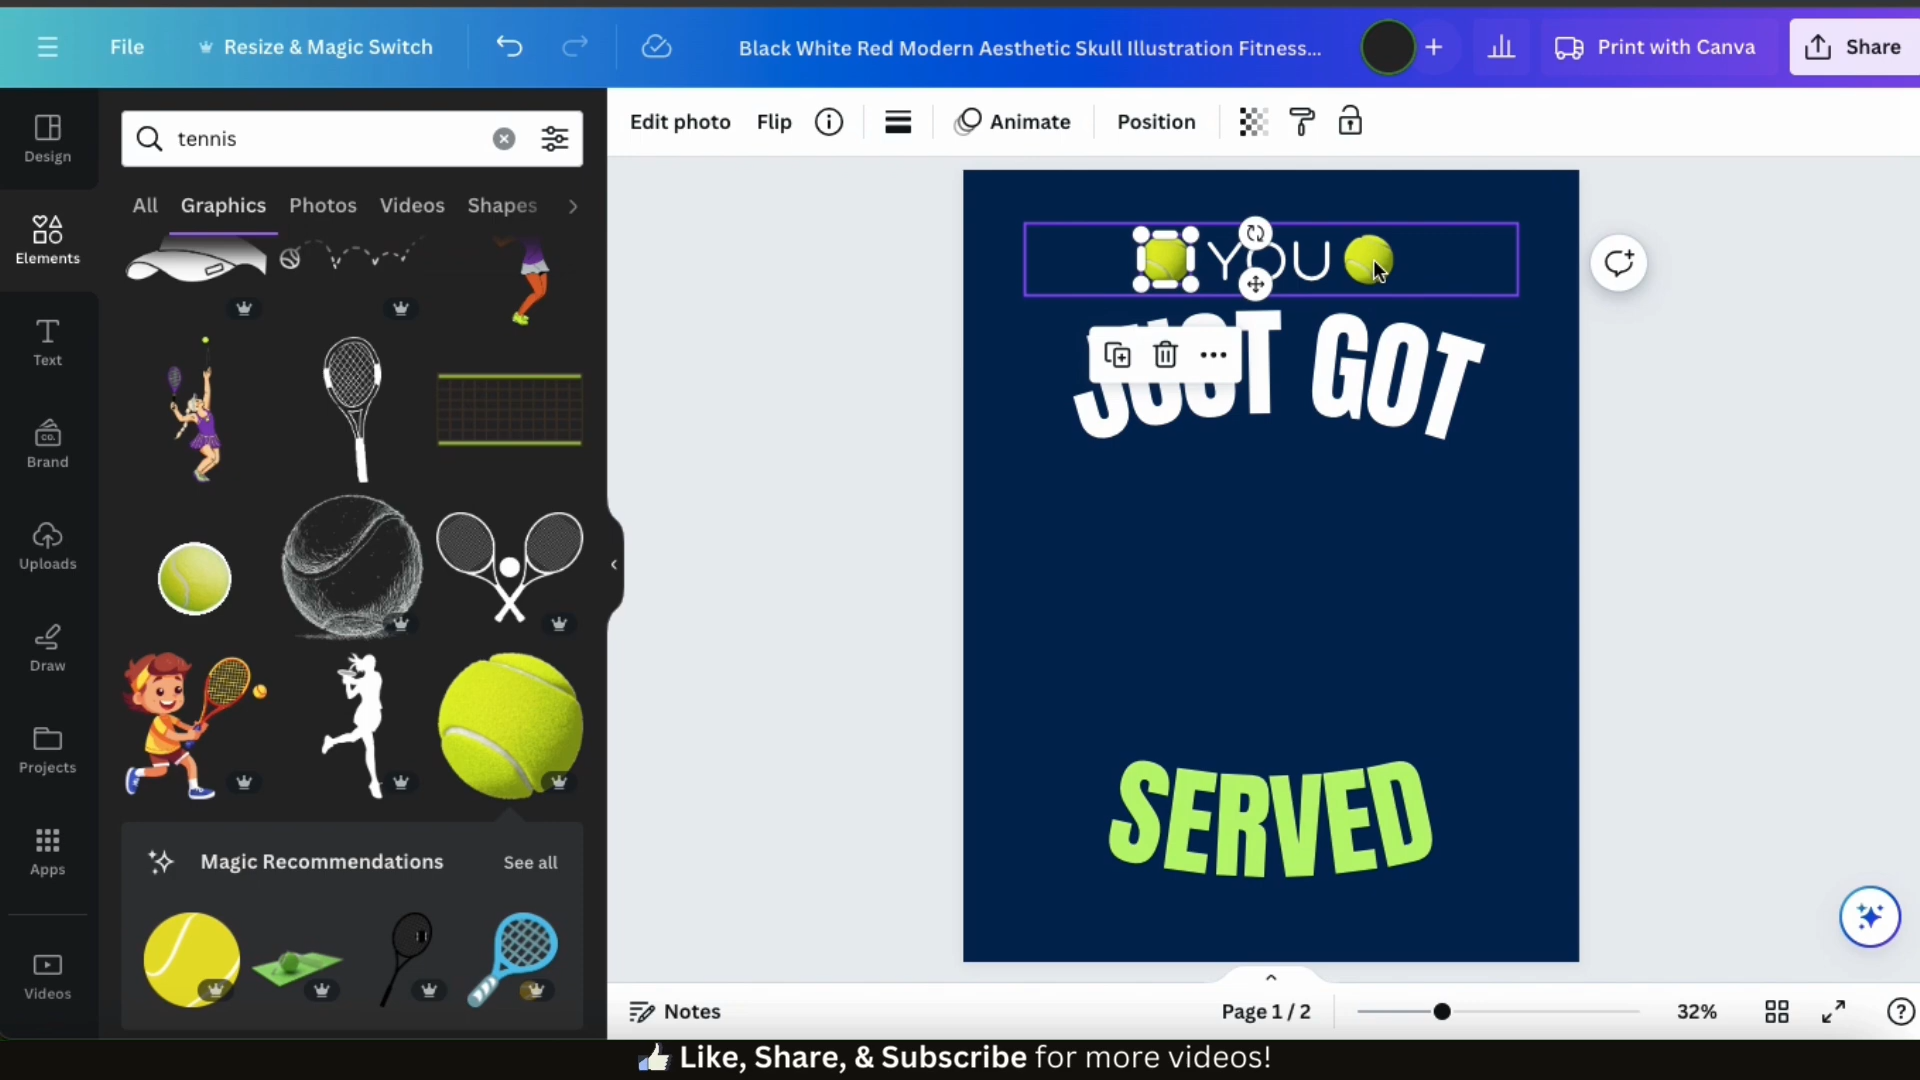 File
Resize & Magic Switch
Black White Red Modern Aesthetic Skull Illustration Fitness...
Print with Canva
Share
Design
Elements
Text
Brand
CO.
Uploads
Draw
Projects
Apps
Videos
tennis
All
Graphics
Photos
Videos
Shapes
Magic Recommendations
See all
Edit photo
Flip
Animate
Position
YOU
JUST GOT
SERVED
Notes
Page 1 / 2
32%
Like, Share, & Subscribe for more videos!